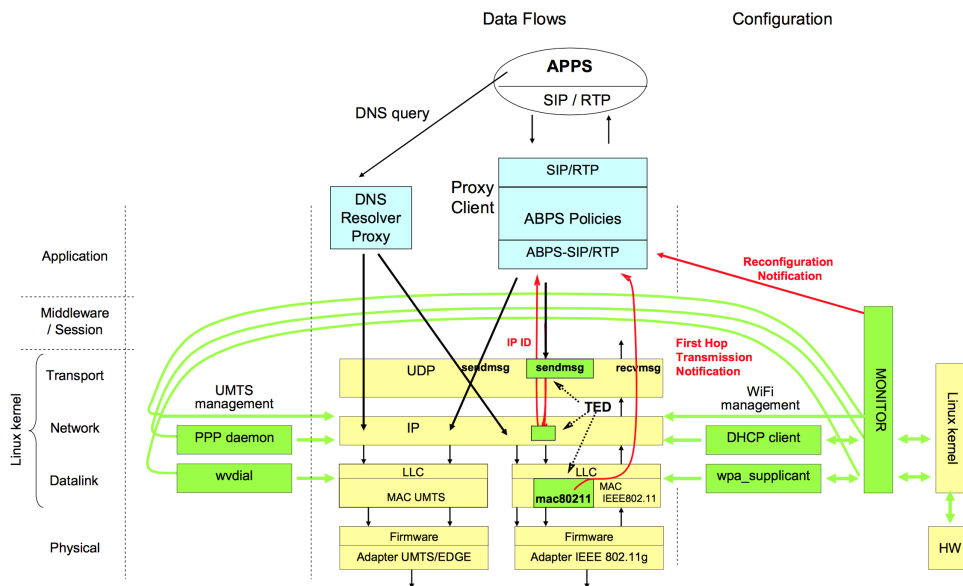 Data Flows
Configuration
APPS
SIP / RTP
DNS query
SIP/RTP
Proxy
Client
ABPS Policies
ABPS-SIP/RTP
DNS
Resolver
Proxy
Application
Reconfiguration
Notification
Middleware
/ Session
IP ID
First Hop
Transmission
Notification
Linux kernel
Transport
UDP
sendmsg
sendmsg
recvmsg
MONITOR
Linux kernel
UMTS
management
TED
WiFi
management
Network
PPP daemon
IP
DHCP client
Datalink
wvdial
LLC
MAC UMTS
LLC
mac80211
MAC
IEEE802.11
wpa_supplicant
Physical
Firmware
Adapter UMTS/EDGE
Firmware
Adapter IEEE 802.11g
HW